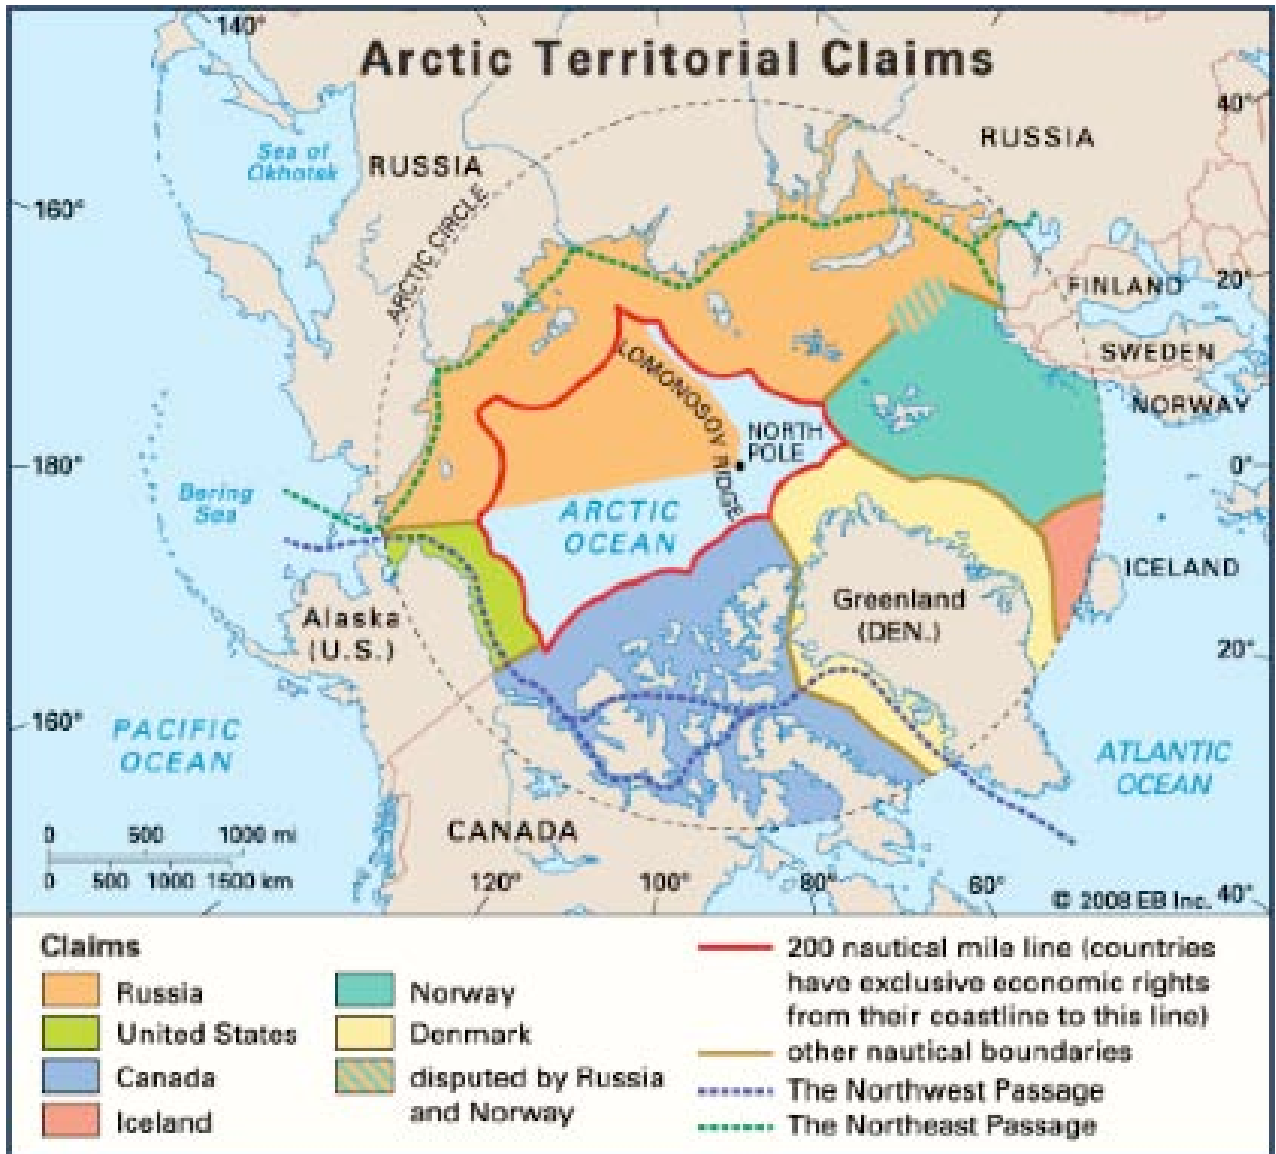 Arctic Territorial Claims
140°
40°
Sea of
Okhotsk
RUSSIA
RUSSIA
160°
ARCTIC CIRCLE
FINLAND
20°
SWEDEN
LOMONOSOV RIDGE
NORWAY
NORTH
POLE
180°
0°
Bering
Sea
ARCTIC
OCEAN
ICELAND
Greenland
(DEN.)
Alaska
(U.S.)
20°
160°
PACIFIC
OCEAN
ATLANTIC
OCEAN
0 500 1000 mi
0 500 1000 1500 km
CANADA
120°
100°
80°
60°
© 2008 EB Inc.
40°
Claims
Russia
United States
Canada
Iceland
Norway
Denmark
disputed by Russia
and Norway
200 nautical mile line (countries
have exclusive economic rights
from their coastline to this line)
other nautical boundaries
The Northwest Passage
The Northeast Passage